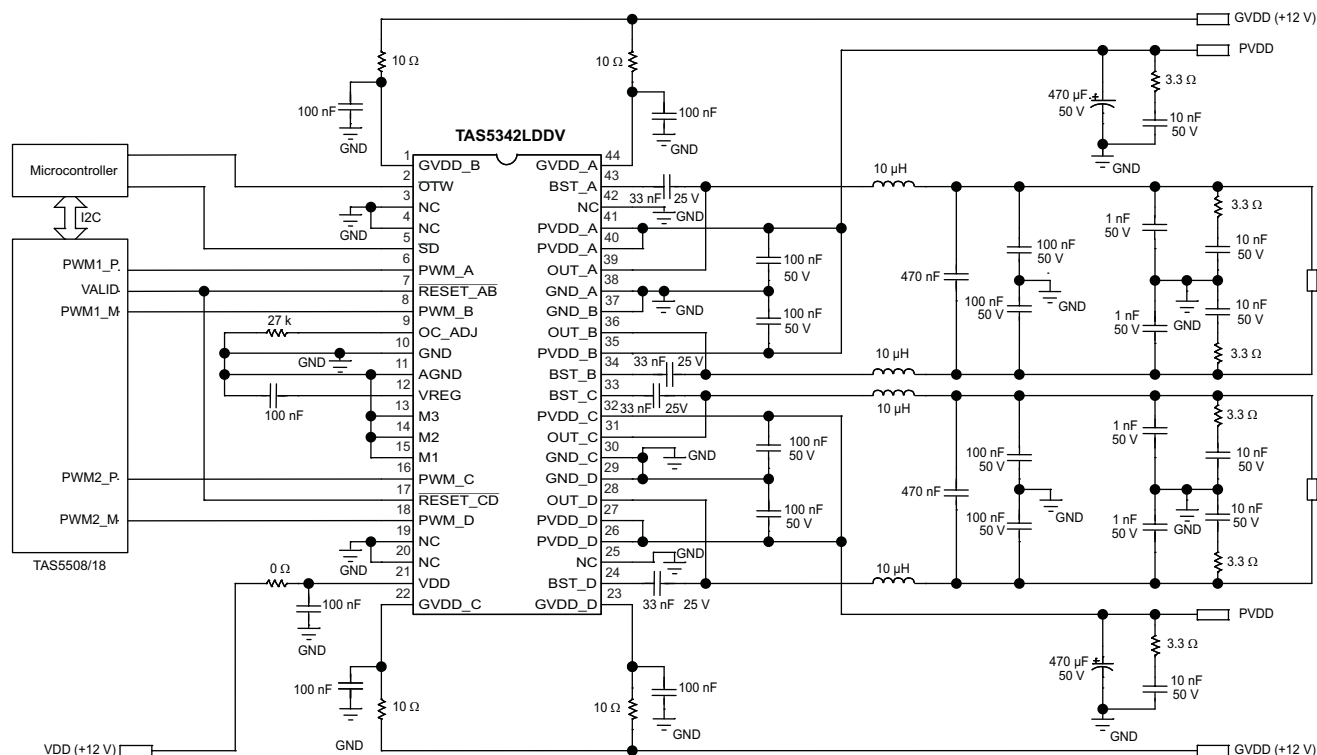 GVDD (+12 V)
PVDD
10 Ω
10 Ω
3.3 Ω
470 µF
50 V
10 nF
50 V
100 nF
100 nF
GND
GND
GND
TAS5342LDDV
Microcontroller
I2C
1
GVDD_B
GVDD_A
44
2
OTW
BST_A
43
3
NC
NC
42
4
NC
PVDD_A
41
5
SD
PVDD_A
40
6
PWM_A
OUT_A
39
7
RESET_AB
GND_A
38
8
PWM_B
GND_B
37
9
OC_ADJ
OUT_B
36
10
GND
PVDD_B
35
11
AGND
BST_B
34
12
VREG
BST_C
33
13
M3
PVDD_C
32
14
M2
OUT_C
31
15
M1
GND_C
30
16
PWM_C
GND_D
29
17
RESET_CD
OUT_D
28
18
PWM_D
PVDD_D
27
19
NC
PVDD_D
26
20
NC
NC
25
21
VDD
BST_D
24
22
GVDD_C
GVDD_D
23
PWM1_P
VALID
PWM1_M
PWM2_P
PWM2_M
TAS5508/18
GND
27 k
GND
100 nF
GND
0 Ω
100 nF
GND
33 nF 25 V
GND
GND
100 nF
50 V
100 nF
50 V
33 nF 25 V
33 nF 25V
GND
100 nF
50 V
100 nF
50 V
GND
33 nF 25 V
10 µH
470 nF
100 nF
50 V
100 nF
50 V
GND
1 nF
50 V
1 nF
50 V
GND
3.3 Ω
10 nF
50 V
10 nF
50 V
3.3 Ω
10 µH
10 µH
470 nF
100 nF
50 V
100 nF
50 V
GND
1 nF
50 V
1 nF
50 V
GND
3.3 Ω
10 nF
50 V
10 nF
50 V
3.3 Ω
10 µH
PVDD
3.3 Ω
470 µF
50 V
10 nF
50 V
GND
100 nF
100 nF
10 Ω
10 Ω
GND
GND
VDD (+12 V)
GVDD (+12 V)